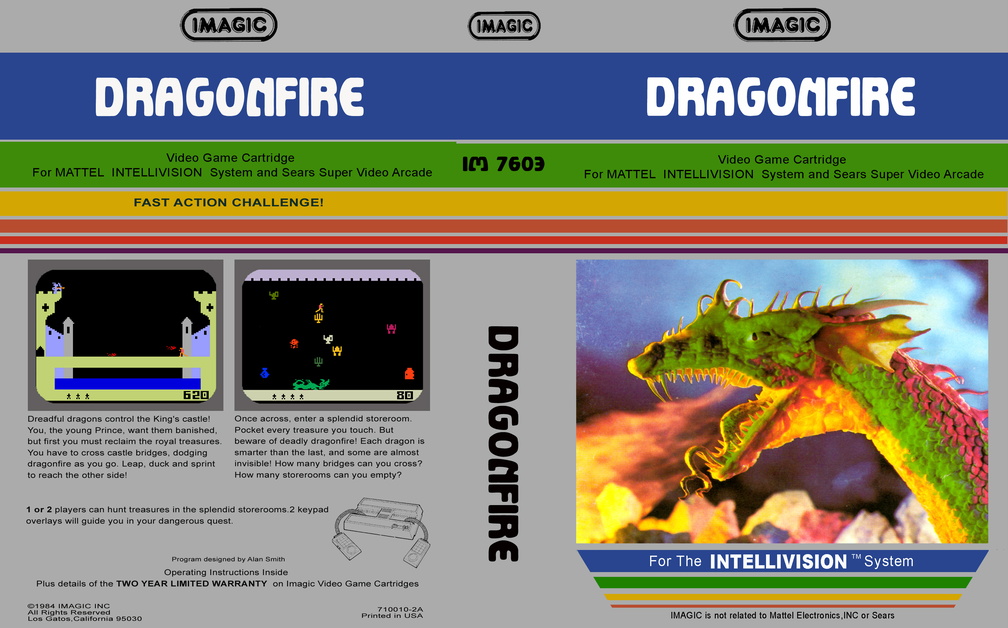 IMAGIC
DRAGONFIRE
Video Game Cartridge
For MATTEL INTELLIVISION System and Sears Super Video Arcade
FAST ACTION CHALLENGE!
620
80
Dreadful dragons control the King's castle!
You, the young Prince, want them banished,
but first you must reclaim the royal treasures.
You have to cross castle bridges, dodging
dragonfire as you go. Leap, duck and sprint
to reach the other side!
Once across, enter a splendid storeroom.
Pocket every treasure you touch. But
beware of deadly dragonfire! Each dragon is
smarter than the last, and some are almost
invisible! How many bridges can you cross?
How many storerooms can you empty?
1 or 2 players can hunt treasures in the splendid storerooms.2 keypad
overlays will guide you in your dangerous quest.
Program designed by Alan Smith
Operating Instructions Inside
Plus details of the TWO YEAR LIMITED WARRANTY on Imagic Video Game Cartridges
©1984 IMAGIC INC
All Rights Reserved
Los Gatos,California 95030
710010-2A
Printed in USA
IMAGIC
IM 7603
DRAGONFIRE
IMAGIC
DRAGONFIRE
Video Game Cartridge
For MATTEL INTELLIVISION System and Sears Super Video Arcade
For The INTELLIVISION™ System
IMAGIC is not related to Mattel Electronics,INC or Sears